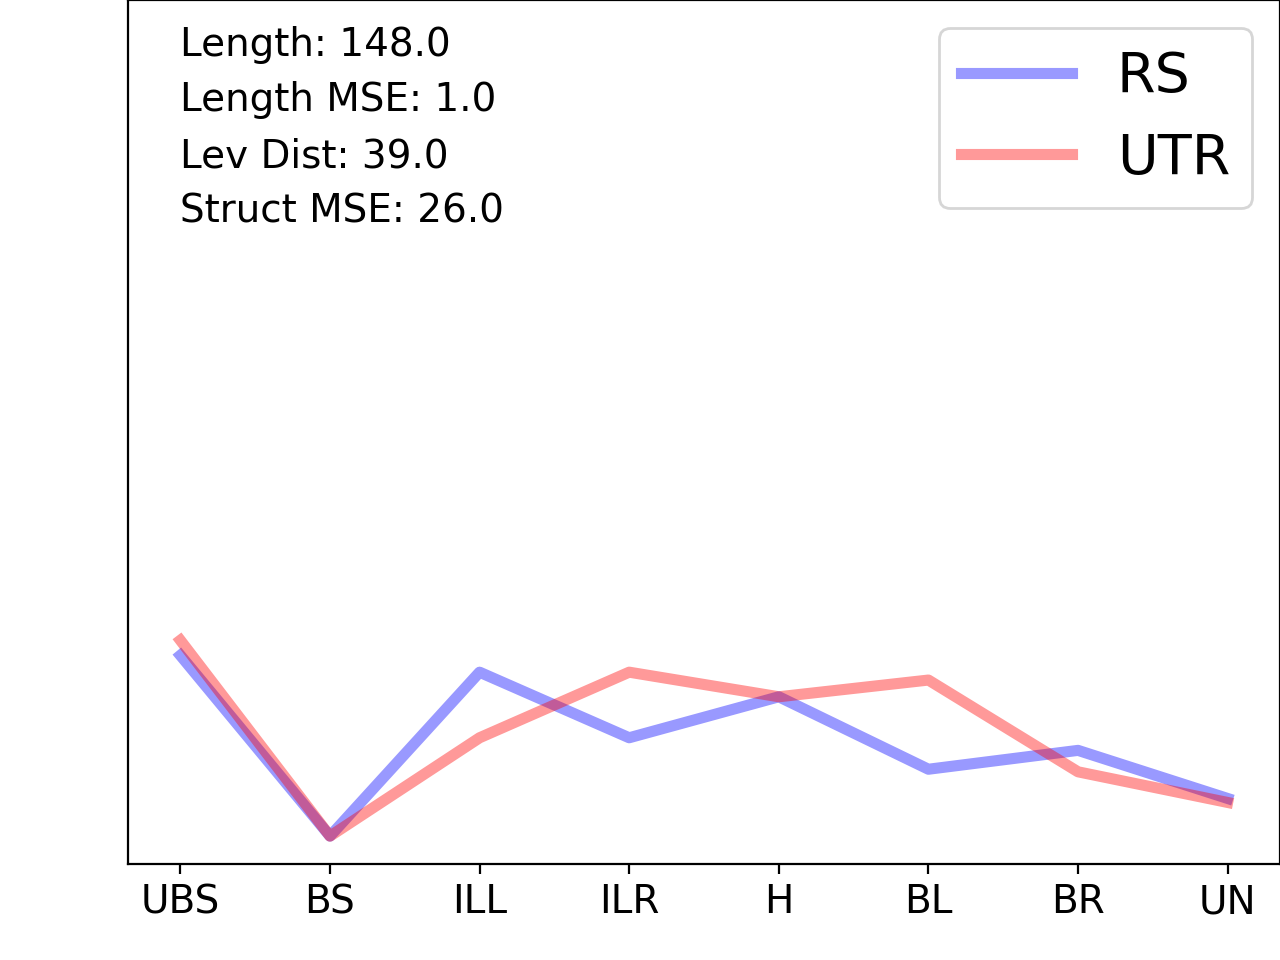 Length: 148.0
Length MSE: 1.0
Lev Dist: 39.0
Struct MSE: 26.0
RS
UTR
UBS BS ILL ILR H BL BR UN